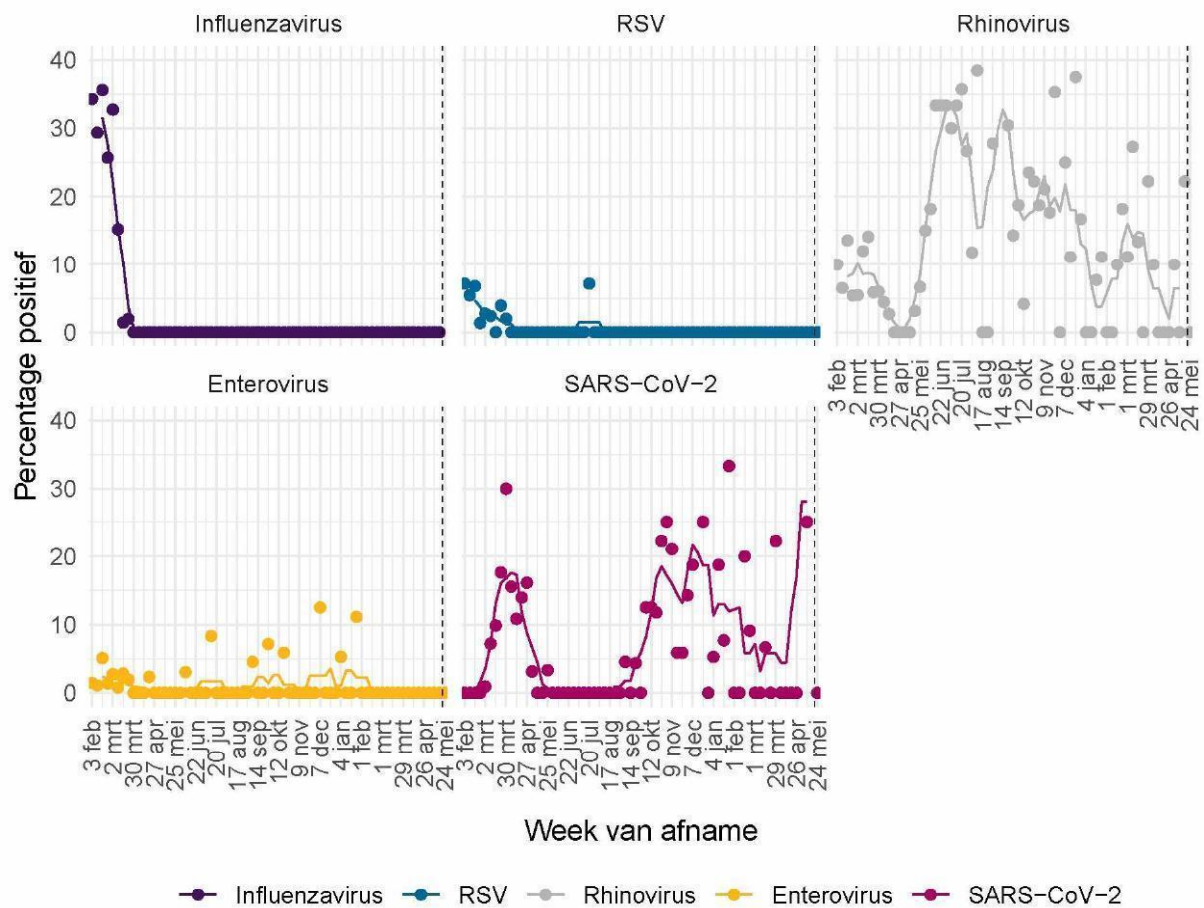 Influenzavirus
RSV
Rhinovirus
40
30
20
10
0
Percentage positief
Enterovirus
SARS−CoV−2
3 feb
2 mrt
30 mrt
27 apr
25 mei
22 jun
20 jul
17 aug
14 sep
12 okt
9 nov
7 dec
4 jan
1 feb
1 mrt
29 mrt
26 apr
24 mei
40
30
20
10
0
3 feb
2 mrt
30 mrt
27 apr
25 mei
22 jun
20 jul
17 aug
14 sep
12 okt
9 nov
7 dec
4 jan
1 feb
1 mrt
29 mrt
26 apr
24 mei
3 feb
2 mrt
30 mrt
27 apr
25 mei
22 jun
20 jul
17 aug
14 sep
12 okt
9 nov
7 dec
4 jan
1 feb
1 mrt
29 mrt
26 apr
24 mei
Week van afname
Influenzavirus RSV Rhinovirus Enterovirus SARS−CoV−2